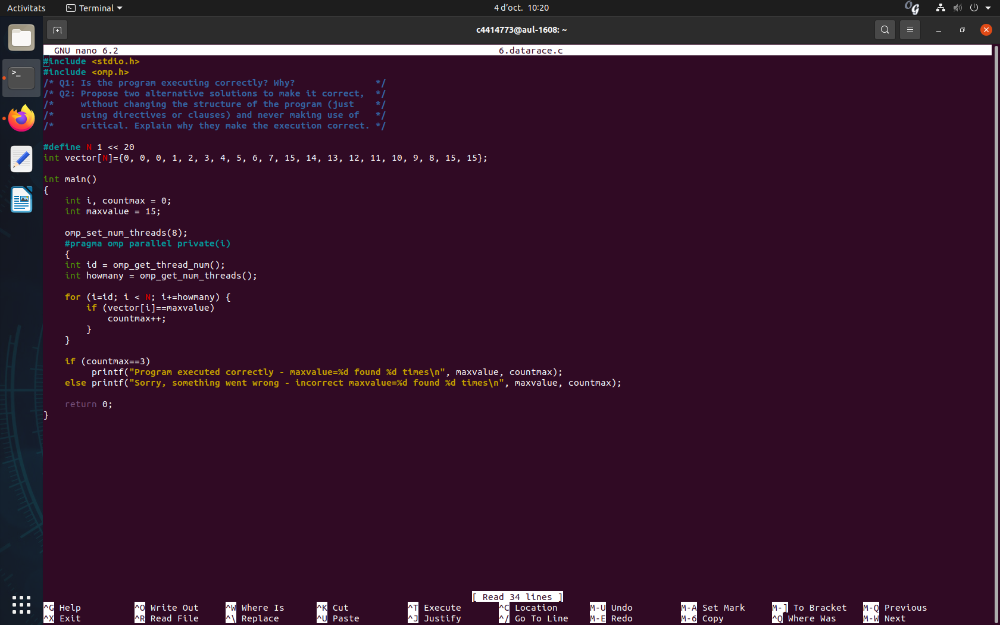 Activitats Terminal 4 d'oct. 10:20
c4414773@aul-1608: ~
GNU nano 6.2 6.datarace.c
#include <stdio.h>
#include <omp.h>
/* Q1: Is the program executing correctly? Why? */
/* Q2: Propose two alternative solutions to make it correct, */
/* without changing the structure of the program (just */
/* using directives or clauses) and never making use of */
/* critical. Explain why they make the execution correct. */
#define N 1 << 20
int vector[N]={0, 0, 0, 1, 2, 3, 4, 5, 6, 7, 15, 14, 13, 12, 11, 10, 9, 8, 15, 15};
int main()
{
int i, countmax = 0;
int maxvalue = 15;
omp_set_num_threads(8);
#pragma omp parallel private(i)
{
int id = omp_get_thread_num();
int howmany = omp_get_num_threads();
for (i=id; i < N; i+=howmany) {
if (vector[i]==maxvalue)
countmax++;
}
}
if (countmax==3)
printf("Program executed correctly - maxvalue=%d found %d times\n", maxvalue, countmax);
else printf("Sorry, something went wrong - incorrect maxvalue=%d found %d times\n", maxvalue, countmax);
return 0;
}
[ Read 34 lines ]
^G Help ^O Write Out ^W Where Is ^K Cut ^T Execute ^C Location M-U Undo M-A Set Mark M-] To Bracket M-Q Previous
^X Exit ^R Read File ^\ Replace ^U Paste ^J Justify ^/ Go To Line M-E Redo M-6 Copy ^Q Where Was M-W Next